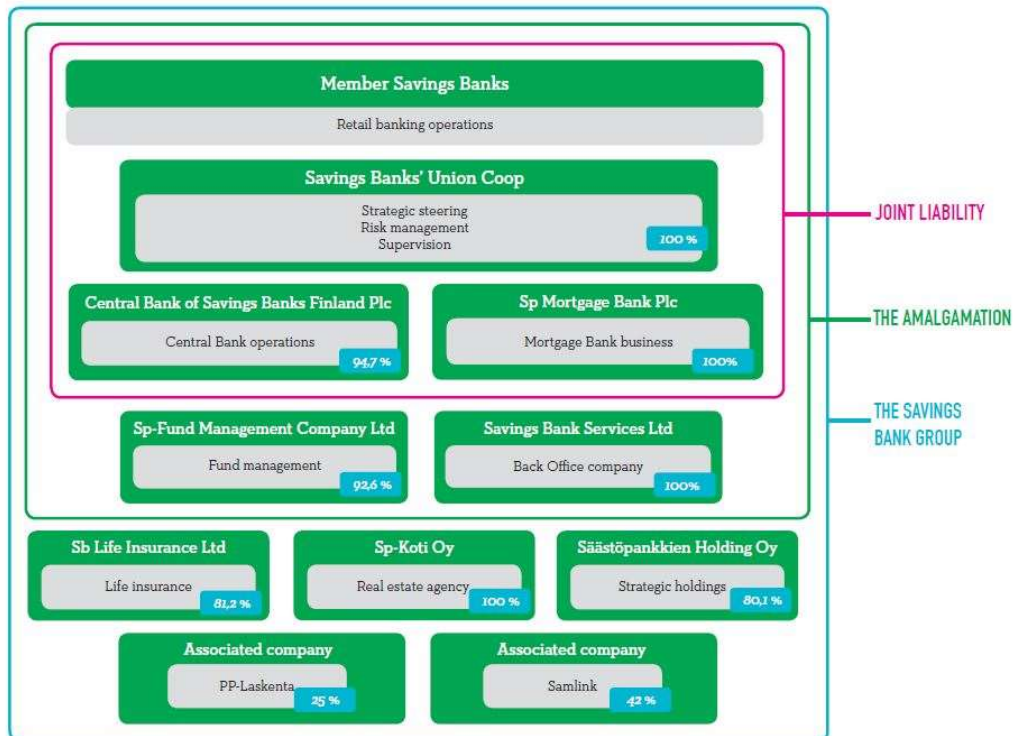 Member Savings Banks
Retail banking operations
Savings Banks' Union Coop
Strategic steering
Risk management
Supervision
100 %
JOINT LIABILITY
Central Bank of Savings Banks Finland Plc
Central Bank operations
94,7 %
Sp Mortgage Bank Plc
Mortgage Bank business
100%
THE AMALGAMATION
Sp-Fund Management Company Ltd
Fund management
92,6 %
Savings Bank Services Ltd
Back Office company
100%
THE SAVINGS
BANK GROUP
Sb Life Insurance Ltd
Life insurance
81,2 %
Sp-Koti Oy
Real estate agency
100 %
Säästöpankkien Holding Oy
Strategic holdings
80,1 %
Associated company
PP-Laskenta
25 %
Associated company
Samlink
42 %